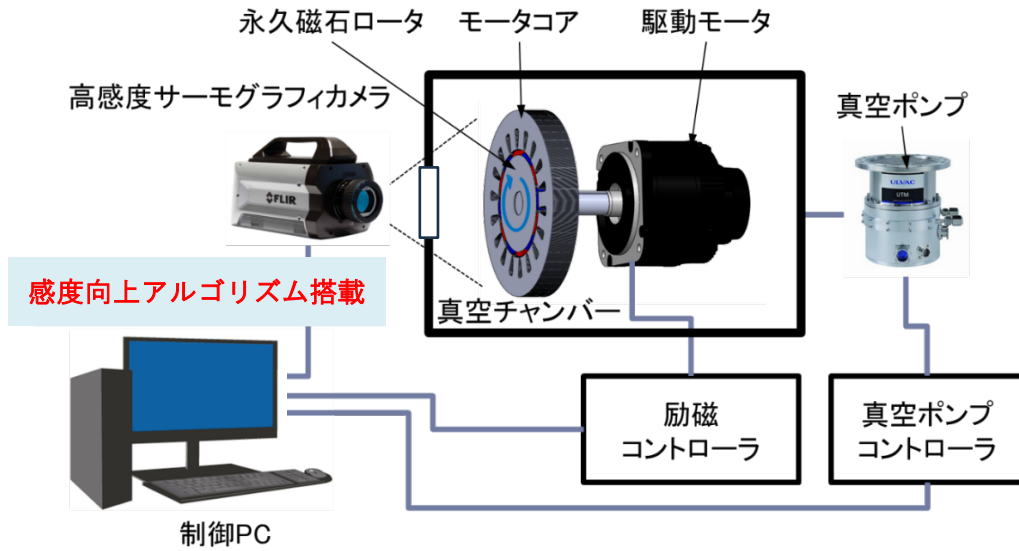 永久磁石ロータ
モータコア
駆動モータ
高感度サーモグラフィカメラ
真空ポンプ
FLIR
ULVAC
UTM
感度向上アルゴリズム搭載
真空チャンバー
励磁
コントローラ
真空ポンプ
コントローラ
制御PC